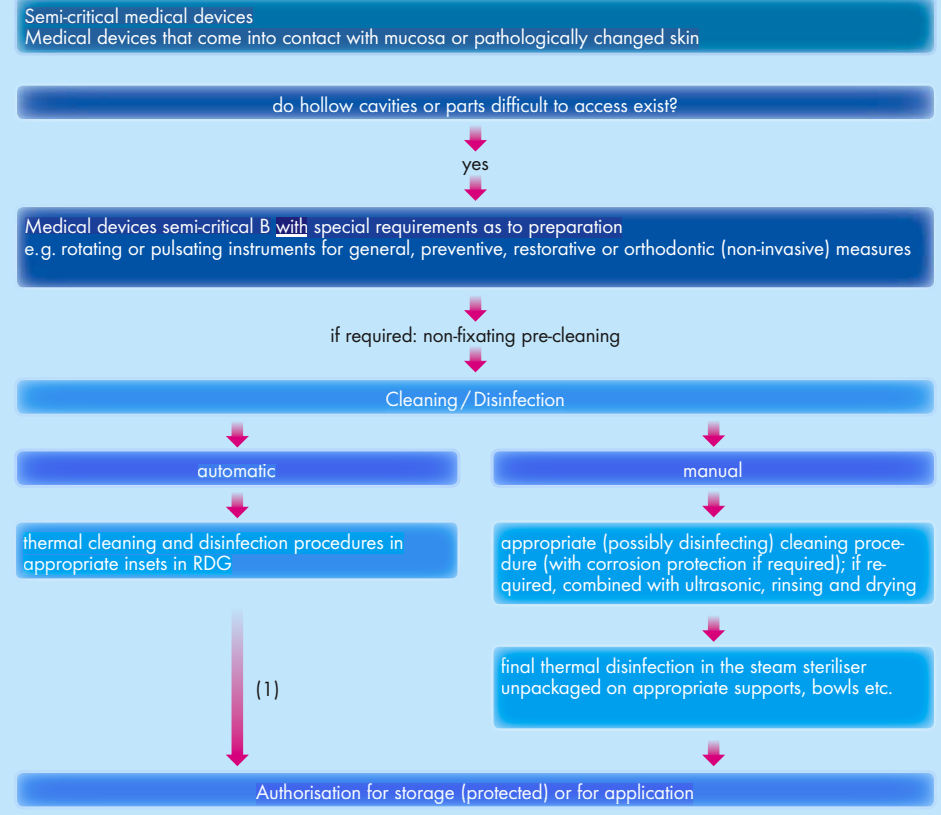 Semi-critical medical devices
Medical devices that come into contact with mucosa or pathologically changed skin
do hollow cavities or parts difficult to access exist?
yes
Medical devices semi-critical B with special requirements as to preparation
e.g. rotating or pulsating instruments for general, preventive, restorative or orthodontic (non-invasive) measures
if required: non-fixating pre-cleaning
Cleaning / Disinfection
automatic
thermal cleaning and disinfection procedures in
appropriate insets in RDG
(1)
manual
appropriate (possibly disinfecting) cleaning proce-
dure (with corrosion protection if required); if re-
quired, combined with ultrasonic, rinsing and drying
final thermal disinfection in the steam steriliser
unpackaged on appropriate supports, bowls etc.
Authorisation for storage (protected) or for application